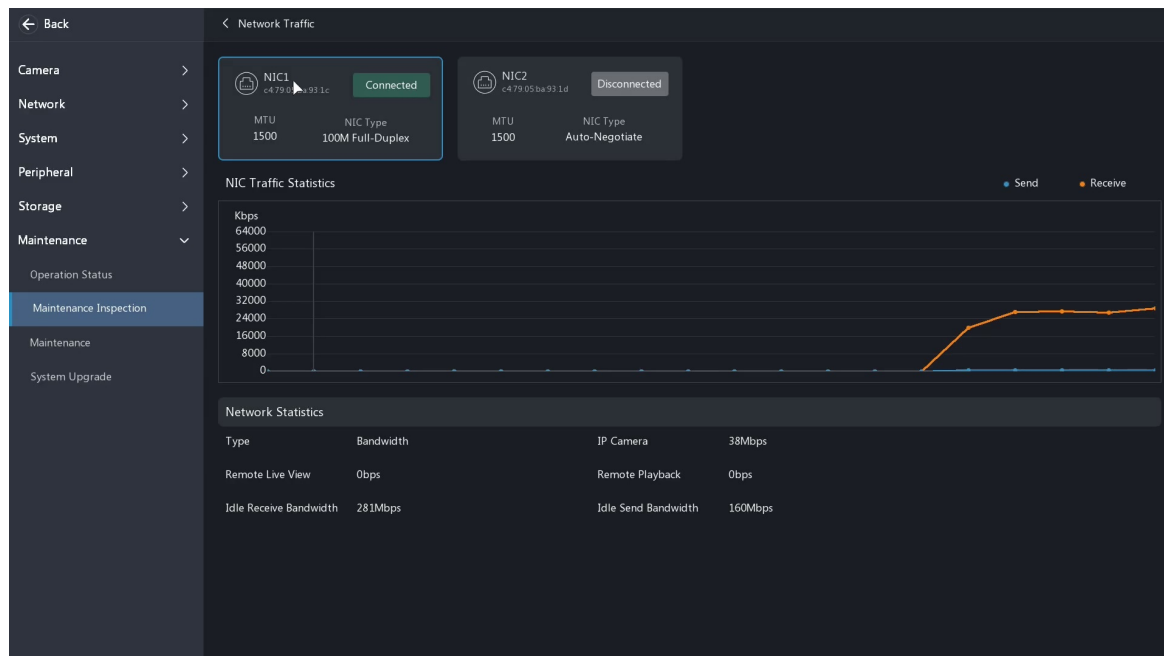 Back
Network Traffic
Camera
Network
System
Peripheral
Storage
Maintenance
Operation Status
Maintenance Inspection
Maintenance
System Upgrade
NIC1
Connected
MTU
NIC Type
1500
100M Full-Duplex
NIC2
c4:79:05:ba:93:1d
Disconnected
MTU
NIC Type
1500
Auto-Negotiate
NIC Traffic Statistics
Send
Receive
Kbps
64000
56000
48000
40000
32000
24000
16000
8000
0
Network Statistics
Type
Bandwidth
IP Camera
38Mbps
Remote Live View
0bps
Remote Playback
0bps
Idle Receive Bandwidth
281Mbps
Idle Send Bandwidth
160Mbps